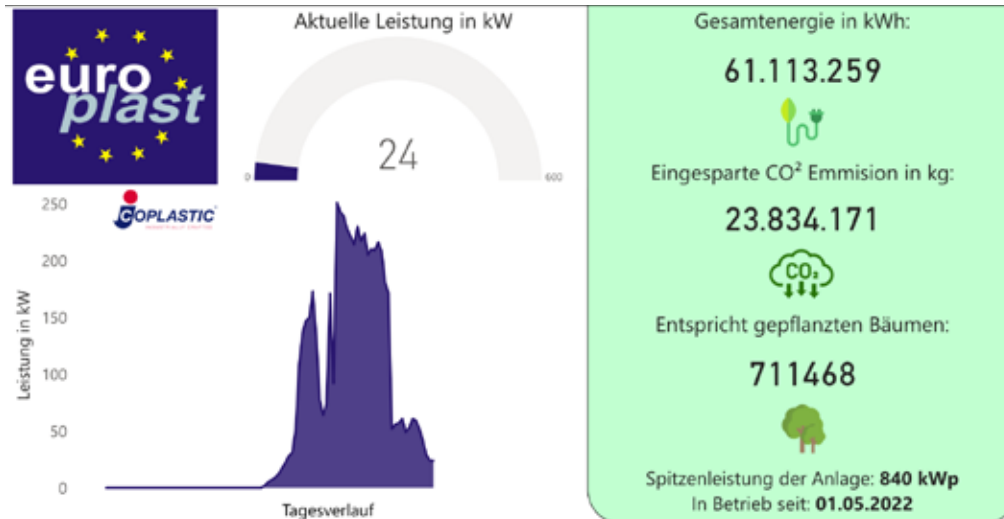 euro
plast
COPLASTIC
Aktuelle Leistung in kW
24
0
600
250
200
150
100
50
0
Leistung in kW
Tagesverlauf
Gesamtenergie in kWh:
61.113.259
Eingesparte CO² Emmision in kg:
23.834.171
CO₂
Entspricht gepflanzten Bäumen:
711468
Spitzenleistung der Anlage: 840 kWp
In Betrieb seit: 01.05.2022